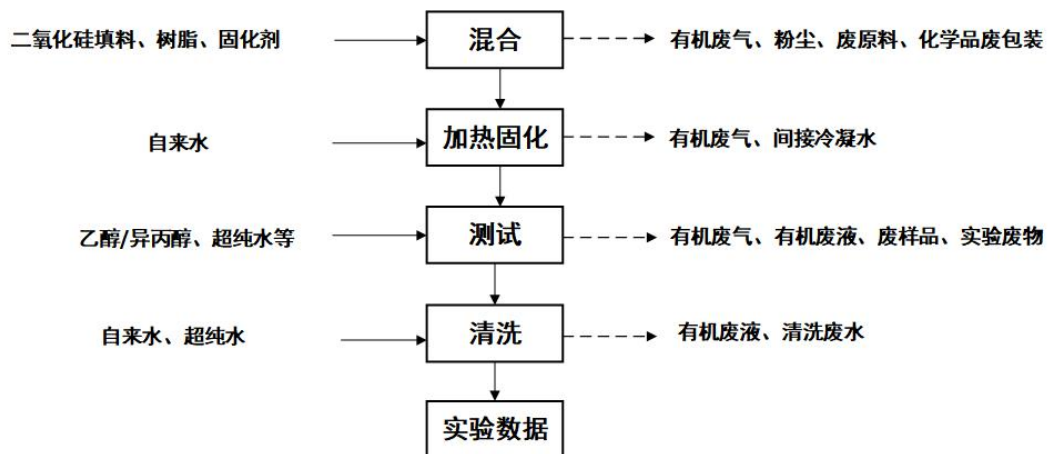 二氧化硅填料、树脂、固化剂
混合
有机废气、粉尘、废原料、化学品废包装
自来水
加热固化
有机废气、间接冷凝水
乙醇/异丙醇、超纯水等
测试
有机废气、有机废液、废样品、实验废物
自来水、超纯水
清洗
有机废液、清洗废水
实验数据